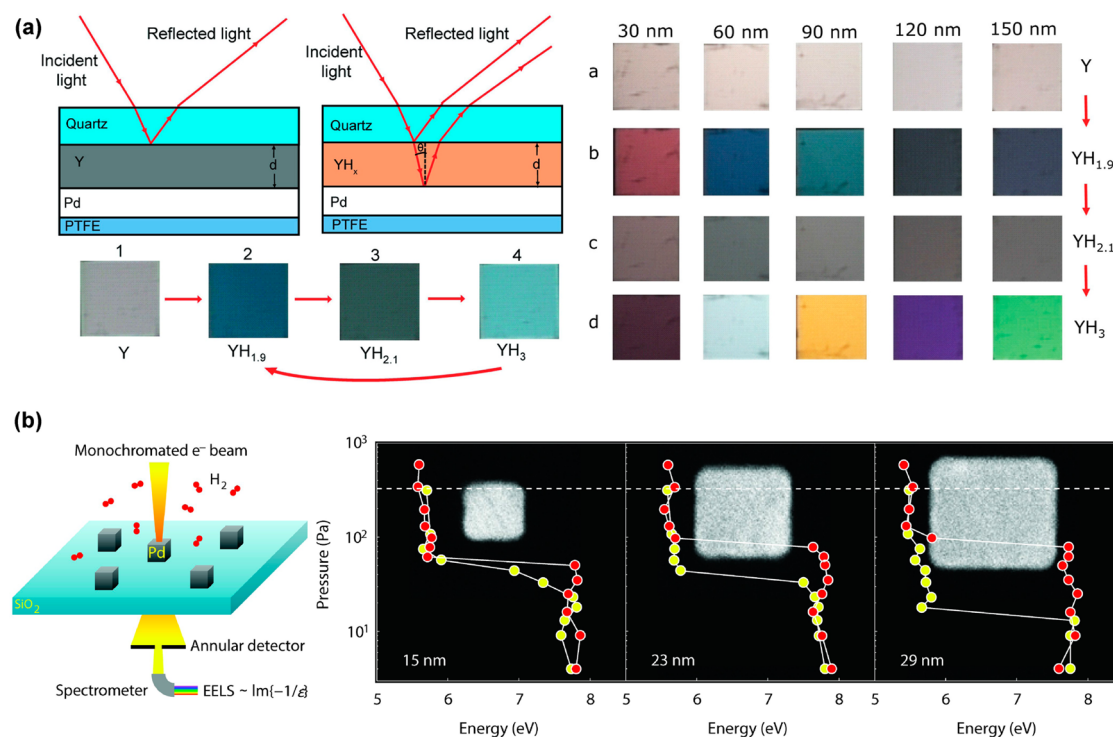 (a)
Incident
light
Reflected light
Quartz
Y
d
Pd
PTFE
Incident
light
Reflected light
Quartz
θ
YHx
d
Pd
PTFE
1
2
3
4
Y
YH1.9
YH2.1
YH3
30 nm 60 nm 90 nm 120 nm 150 nm
a
Y
b
YH1.9
c
YH2.1
d
YH3
(b)
Monochromated e– beam
H2
Pd
SiO2
Annular detector
Spectrometer
EELS ~ Im{−1/ε}
Pressure (Pa)
10³
10²
10¹
15 nm
23 nm
29 nm
5 6 7 8
5 6 7 8
5 6 7 8
Energy (eV)
Energy (eV)
Energy (eV)